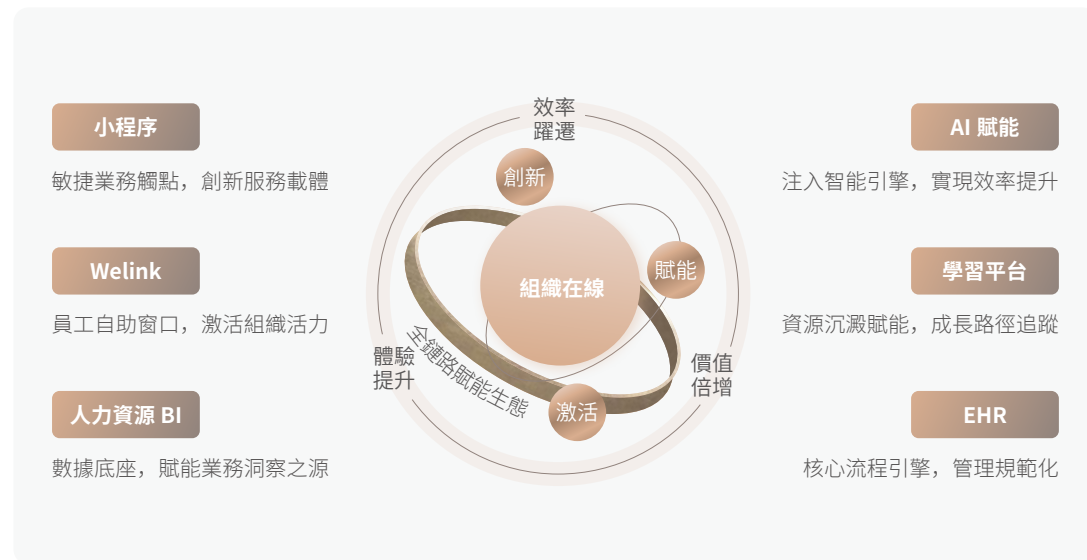 小程序
敏捷業務觸點，創新服務載體
Welink
員工自助窗口，激活組織活力
人力資源 BI
數據底座，賦能業務洞察之源
效率
躍遷
創新
賦能
組織在線
體驗
提升
全鏈路賦能生態
價值
倍增
激活
AI 賦能
注入智能引擎，實現效率提升
學習平台
資源沉澱賦能，成長路徑追蹤
EHR
核心流程引擎，管理規範化